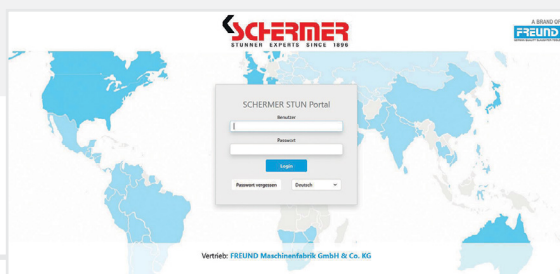 SCHERMER
STUNNER EXPERTS SINCE 1896
A BRAND OF
FREUND
SCHERMER STUN Portal
Benutzer
Passwort
Login
Passwort vergessen
Deutsch
Vertrieb: FREUND Maschinenfabrik GmbH & Co. KG